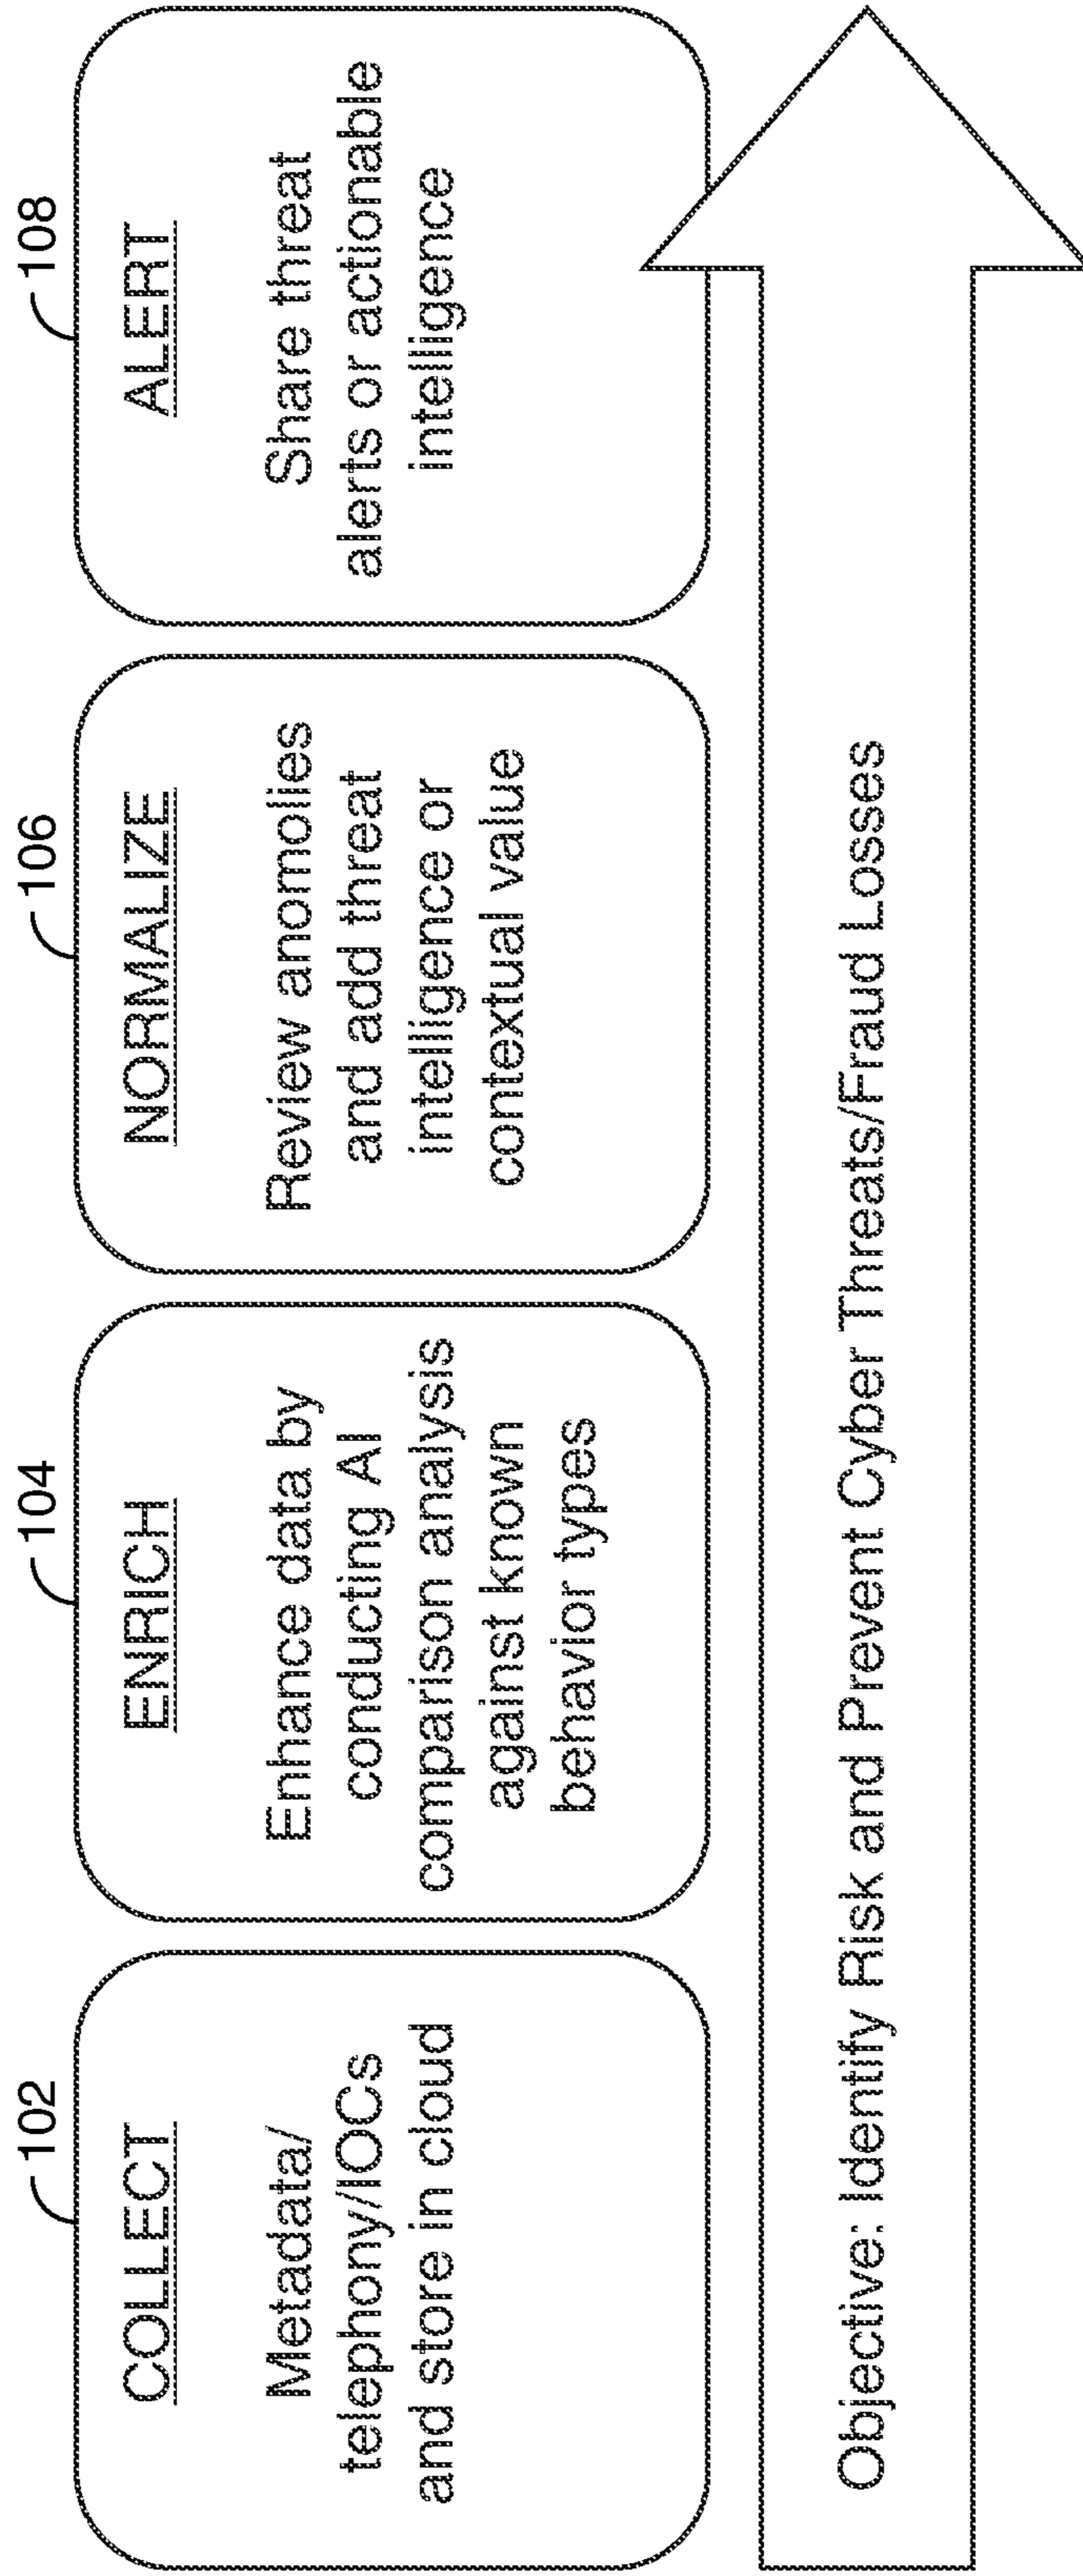 102
COLLECT
Metadata/
telephony/IOCs
and store in cloud
104
ENRICH
Enhance data by
conducting AI
comparison analysis
against known
behavior types
106
NORMALIZE
Review anomolies
and add threat
intelligence or
contextual value
108
ALERT
Share threat
alerts or actionable
intelligence
Objective: Identify Risk and Prevent Cyber Threats/Fraud Losses